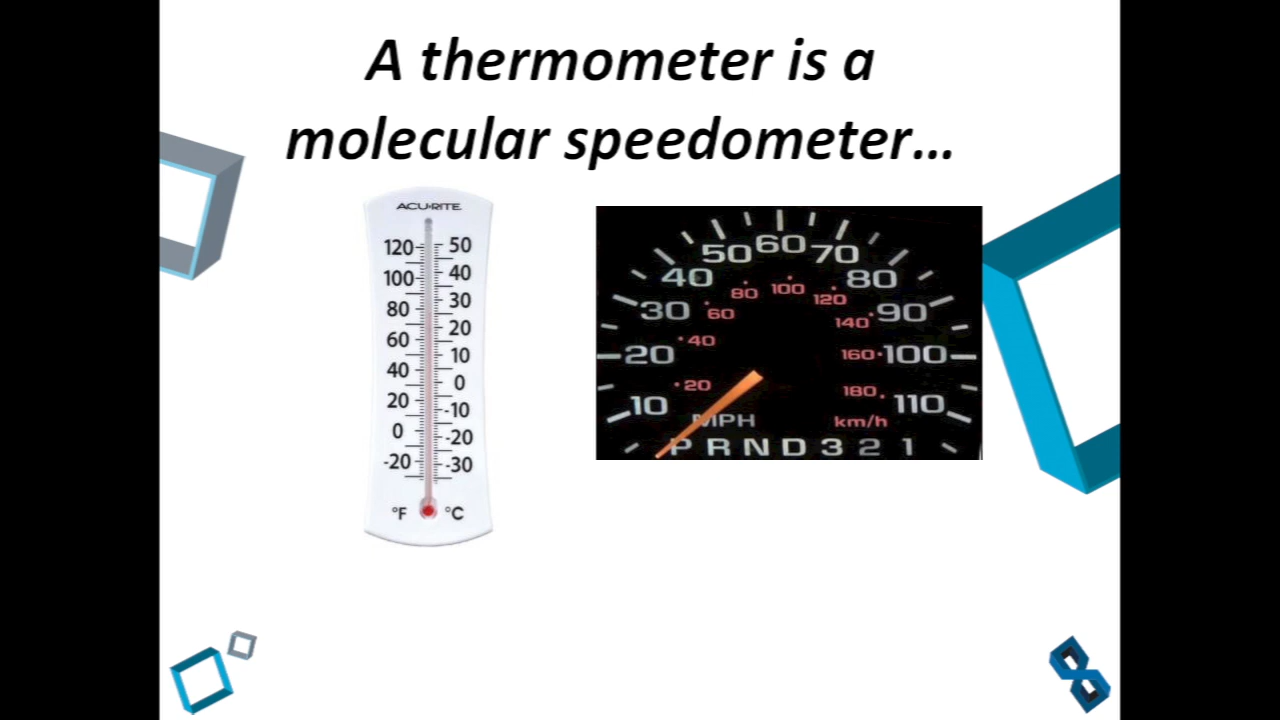 A thermometer is a
molecular speedometer…
ACU·RITE
120 50
100 40
80 30
60 20
40 10
20 0
0 -10
-20 -20
-30
°F °C
50 60 70
40 80
80 100 120
30 60 140 90
20 40 160 100
20 180
10 110
MPH km/h
P R N D 3 2 1